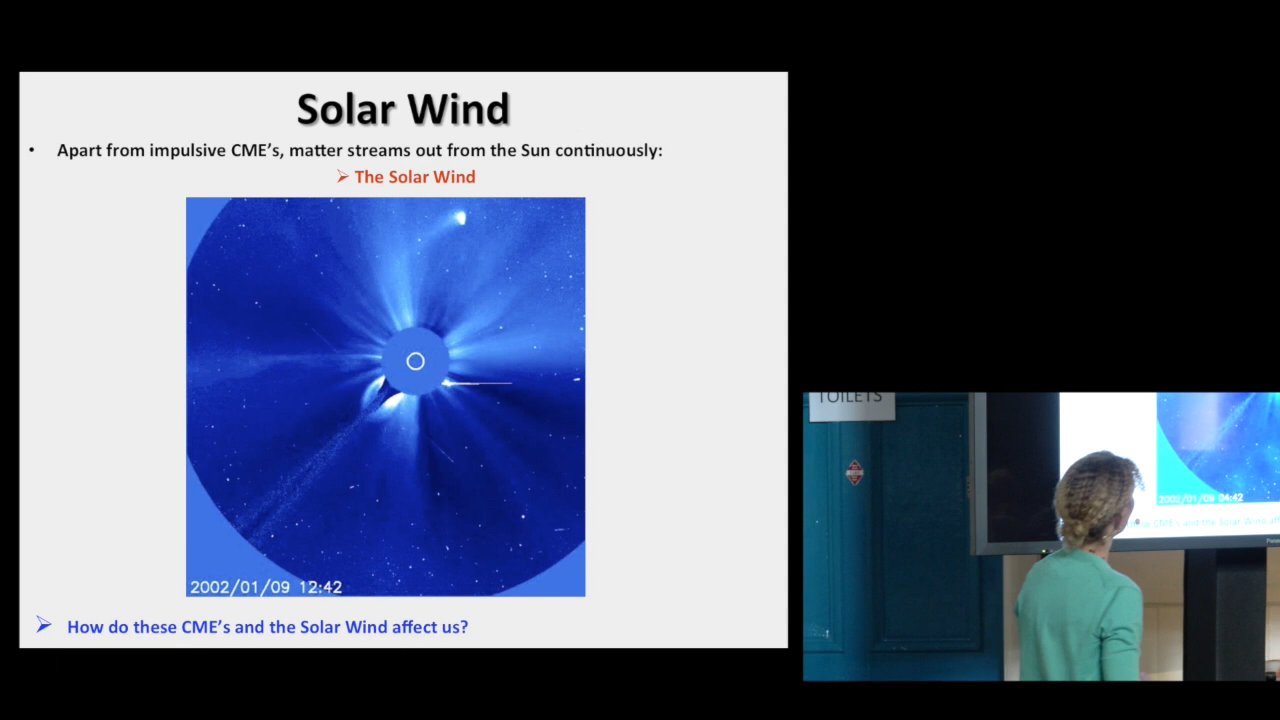 Solar Wind
• Apart from impulsive CME's, matter streams out from the Sun continuously:
➢ The Solar Wind
2002/01/09 12:42
➢ How do these CME's and the Solar Wind affect us?
TOILETS
2002/01/09 04:42
CME's and the Solar Wind